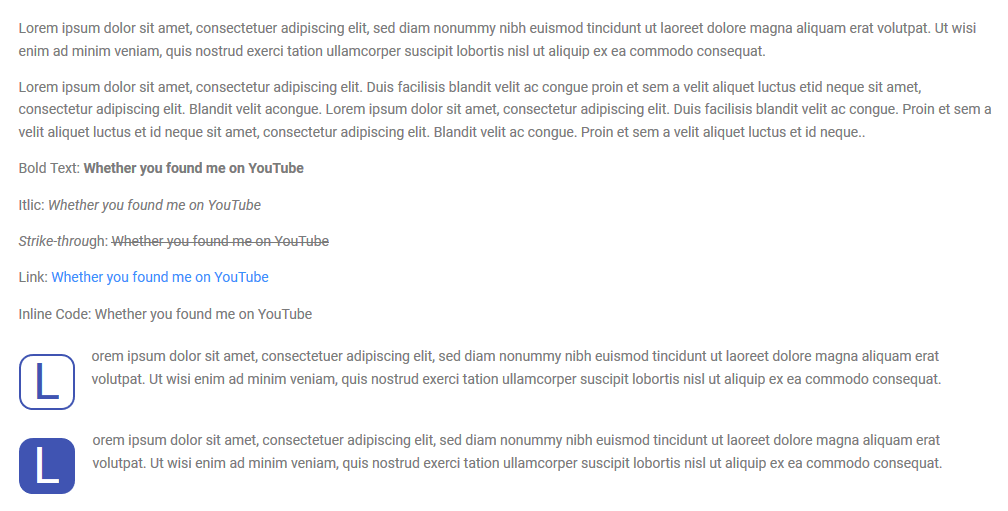 Lorem ipsum dolor sit amet, consectetuer adipiscing elit, sed diam nonummy nibh euismod tincidunt ut laoreet dolore magna aliquam erat volutpat. Ut wisi
enim ad minim veniam, quis nostrud exerci tation ullamcorper suscipit lobortis nisl ut aliquip ex ea commodo consequat.
Lorem ipsum dolor sit amet, consectetur adipiscing elit. Duis facilisis blandit velit ac congue proin et sem a velit aliquet luctus etid neque sit amet,
consectetur adipiscing elit. Blandit velit acongue. Lorem ipsum dolor sit amet, consectetur adipiscing elit. Duis facilisis blandit velit ac congue. Proin et sem a
velit aliquet luctus et id neque sit amet, consectetur adipiscing elit. Blandit velit ac congue. Proin et sem a velit aliquet luctus et id neque..
Bold Text: Whether you found me on YouTube
Itlic: Whether you found me on YouTube
Strike-through: Whether you found me on YouTube
Link: Whether you found me on YouTube
Inline Code: Whether you found me on YouTube
L orem ipsum dolor sit amet, consectetuer adipiscing elit, sed diam nonummy nibh euismod tincidunt ut laoreet dolore magna aliquam erat
volutpat. Ut wisi enim ad minim veniam, quis nostrud exerci tation ullamcorper suscipit lobortis nisl ut aliquip ex ea commodo consequat.
L orem ipsum dolor sit amet, consectetuer adipiscing elit, sed diam nonummy nibh euismod tincidunt ut laoreet dolore magna aliquam erat
volutpat. Ut wisi enim ad minim veniam, quis nostrud exerci tation ullamcorper suscipit lobortis nisl ut aliquip ex ea commodo consequat.